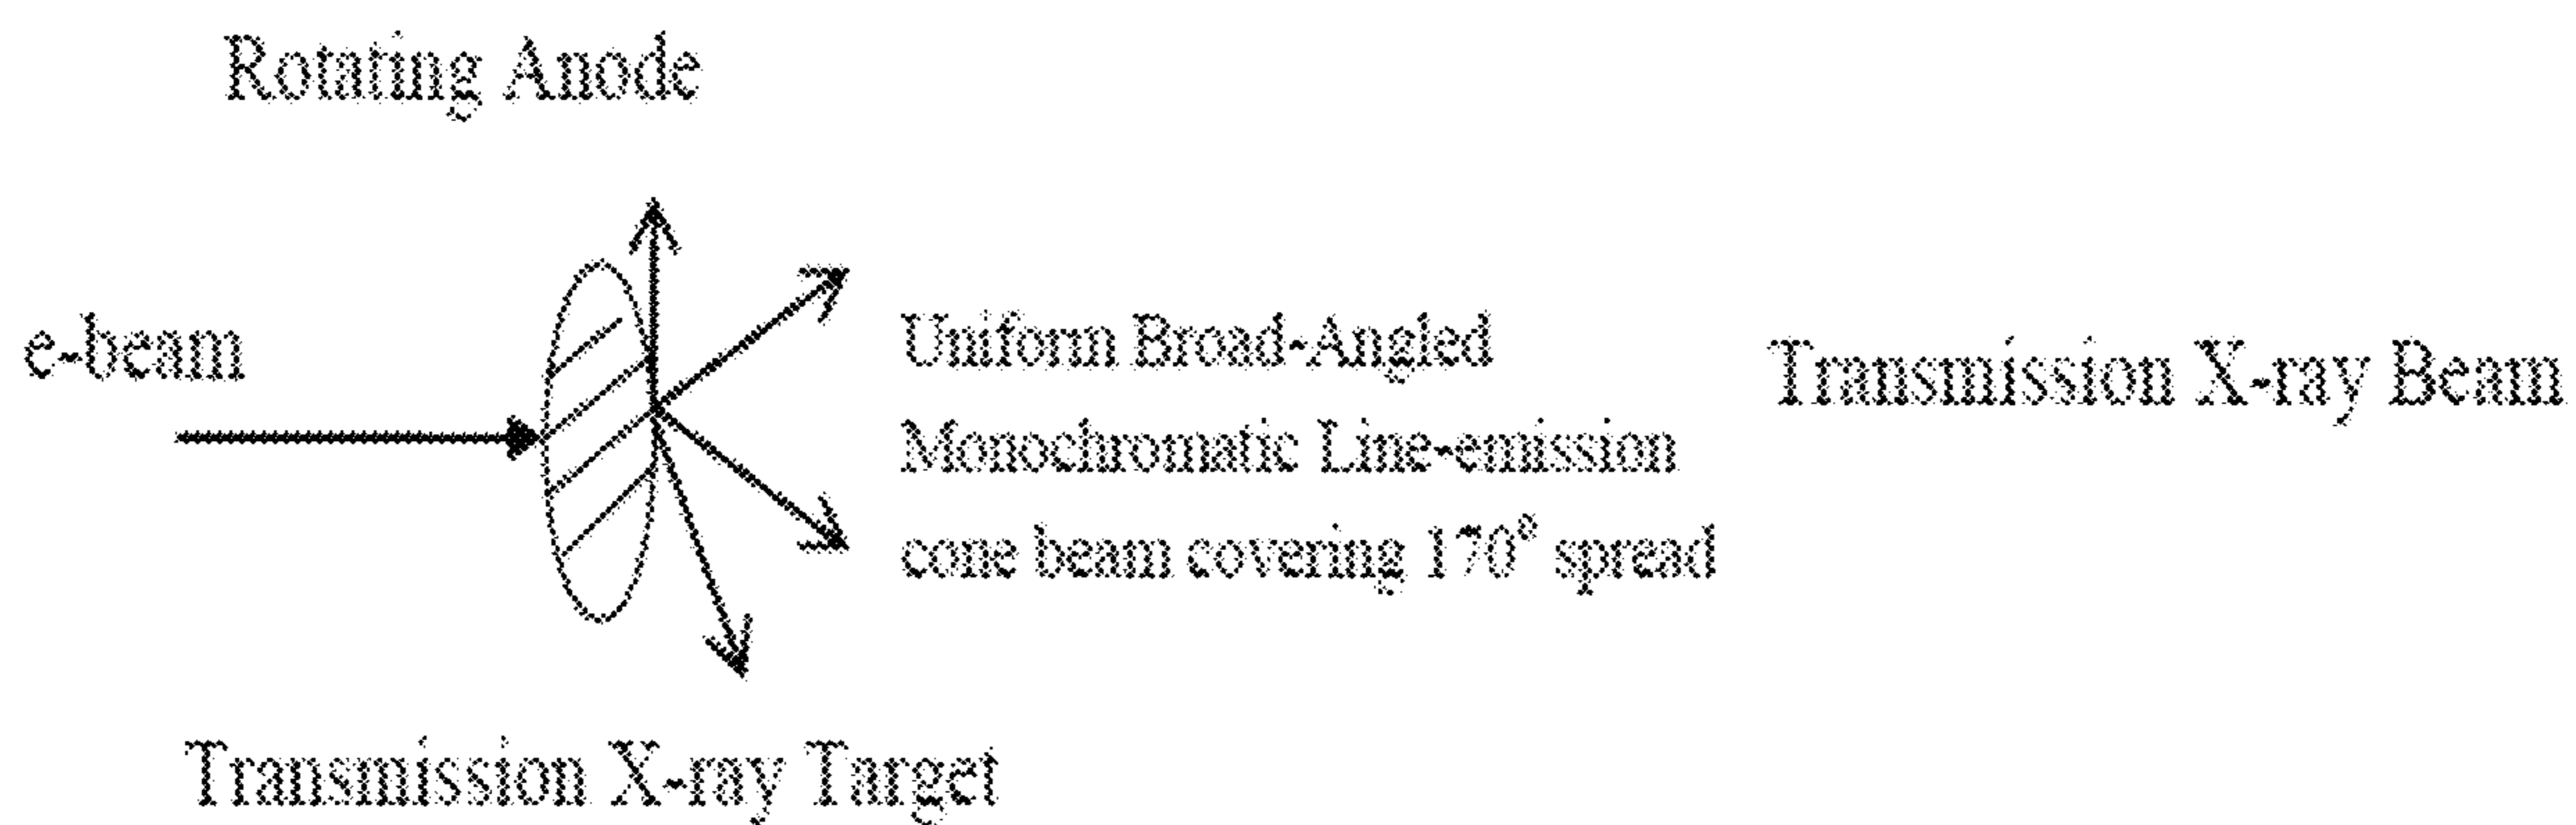 Rotating Anode
e-beam
Uniform Broad-Angled
Monochromatic Line-emission
cone beam covering 170⁰ spread
Transmission X-ray Beam
Transmission X-ray Target